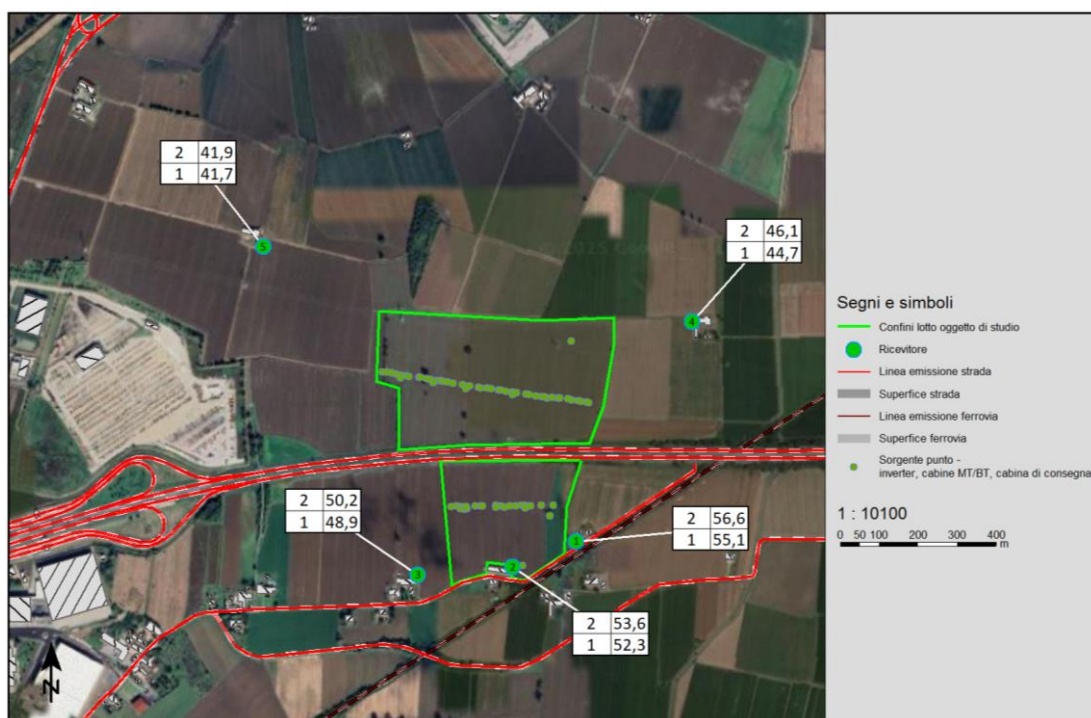 2 41,9
1 41,7
5
2 46,1
1 44,7
4
2 50,2
1 48,9
3
2 56,6
1 55,1
1
2
2 53,6
1 52,3
N
Segni e simboli
Confini lotto oggetto di studio
Ricevitore
Linea emissione strada
Superfice strada
Linea emissione ferrovia
Superfice ferrovia
Sorgente punto -
inverter, cabine MT/BT, cabina di consegna
1 : 10100
0 50 100 200 300 400
m